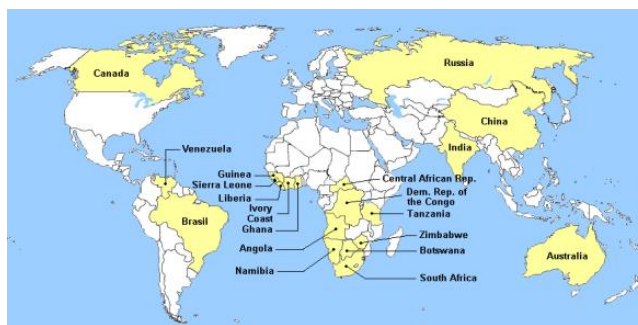 Canada
Russia
China
India
Venezuela
Guinea
Sierra Leone
Liberia
Ivory
Coast
Ghana
Central African Rep.
Dem. Rep. of
the Congo
Tanzania
Brasil
Angola
Zimbabwe
Namibia
Botswana
South Africa
Australia